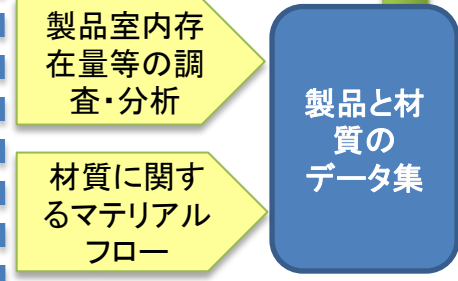 製品室内存
在量等の調
査・分析
材質に関す
るマテリアル
フロー
製品と材
質の
データ集